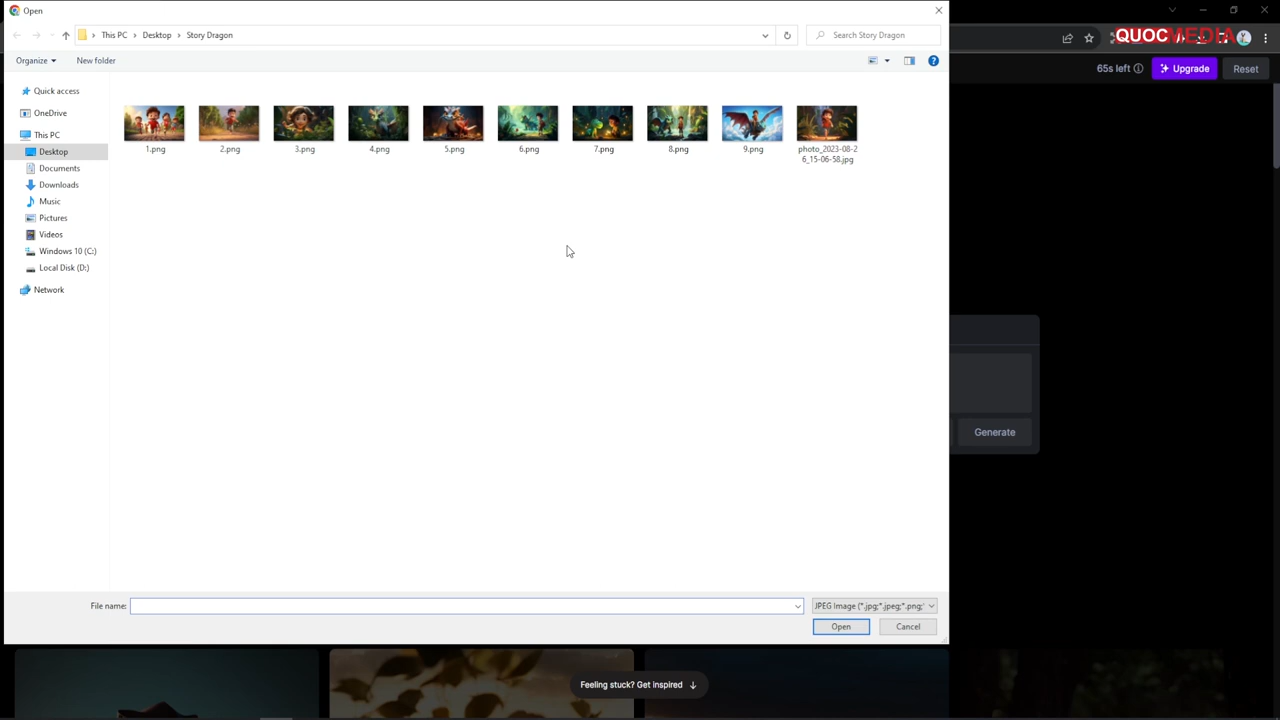 Open
This PC
Desktop
Story Dragon
Search Story Dragon
QUOCMEDIA
Organize
New folder
65s left
Upgrade
Reset
Quick access
OneDrive
This PC
Desktop
Documents
Downloads
Music
Pictures
Videos
Windows 10 (C:)
Local Disk (D:)
Network
1.png
2.png
3.png
4.png
5.png
6.png
7.png
8.png
9.png
photo_2023-08-2
6_15-06-58.jpg
Generate
File name:
JPEG Image (*.jpg;*.jpeg;*.png;*
Open
Cancel
Feeling stuck? Get inspired